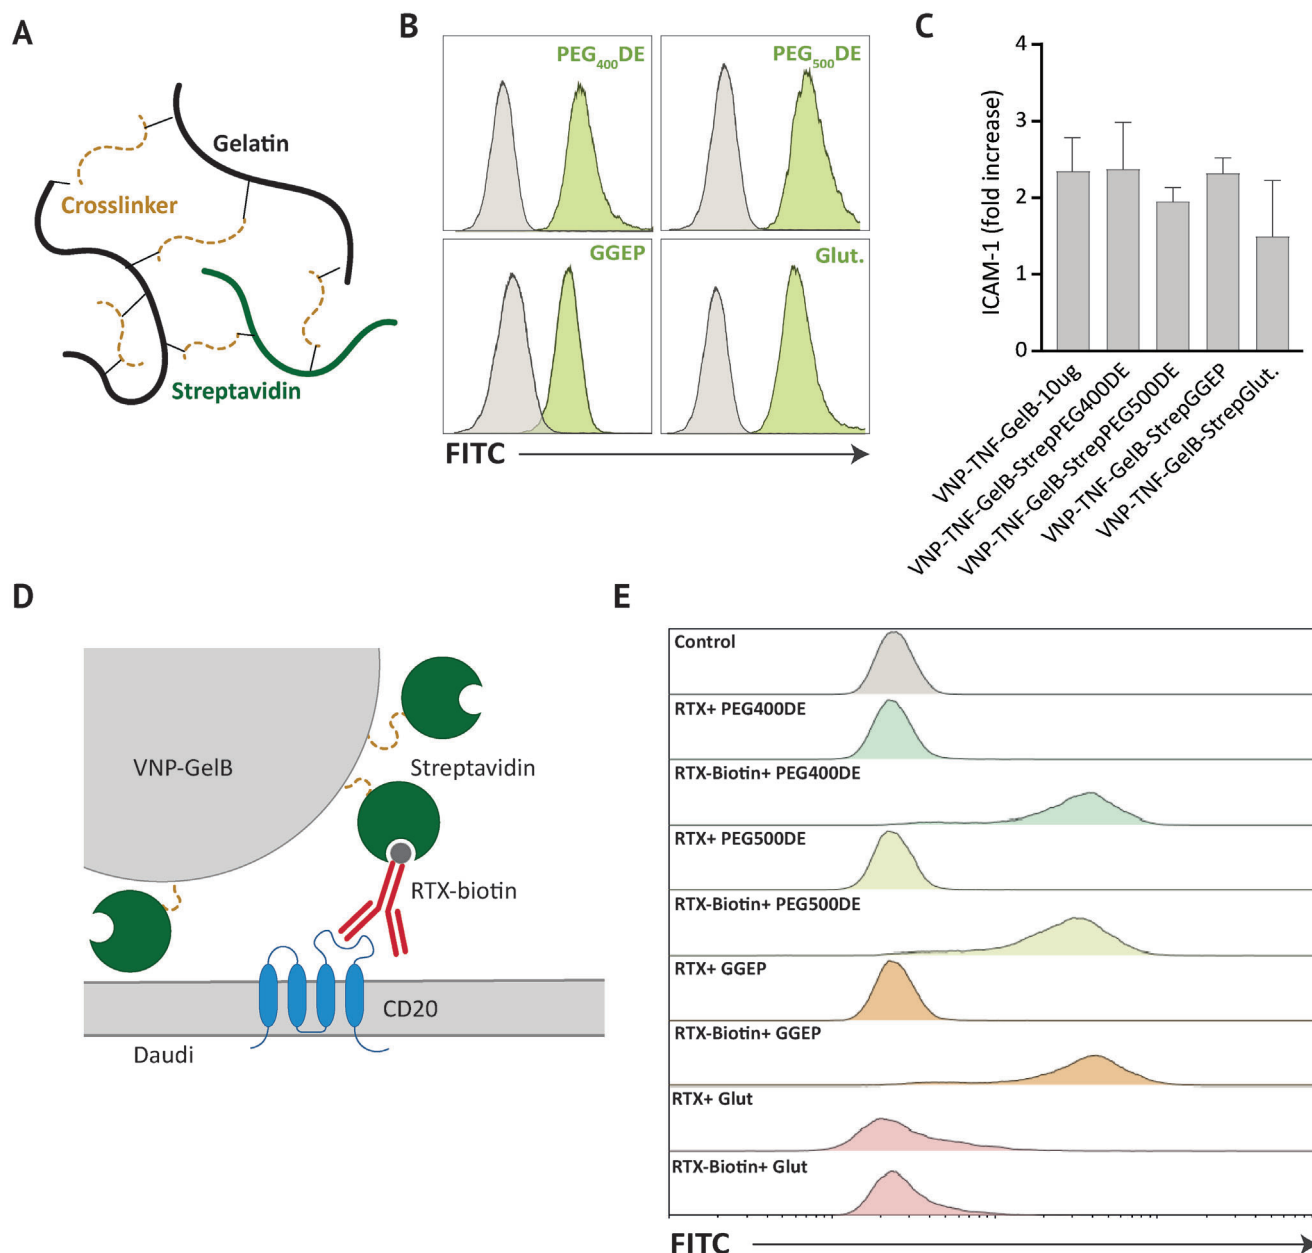 A
Gelatin
Crosslinker
Streptavidin
B
PEG400DE
PEG500DE
GGEP
Glut.
FITC
C
ICAM-1 (fold increase)
4
3
2
1
0
VNP-TNF-GelB-10ug
VNP-TNF-GelB-StrepPEG400DE
VNP-TNF-GelB-StrepPEG500DE
VNP-TNF-GelB-StrepGGEP
VNP-TNF-GelB-StrepGlut.
D
VNP-GelB
Streptavidin
RTX-biotin
CD20
Daudi
E
Control
RTX+ PEG400DE
RTX-Biotin+ PEG400DE
RTX+ PEG500DE
RTX-Biotin+ PEG500DE
RTX+ GGEP
RTX-Biotin+ GGEP
RTX+ Glut
RTX-Biotin+ Glut
FITC